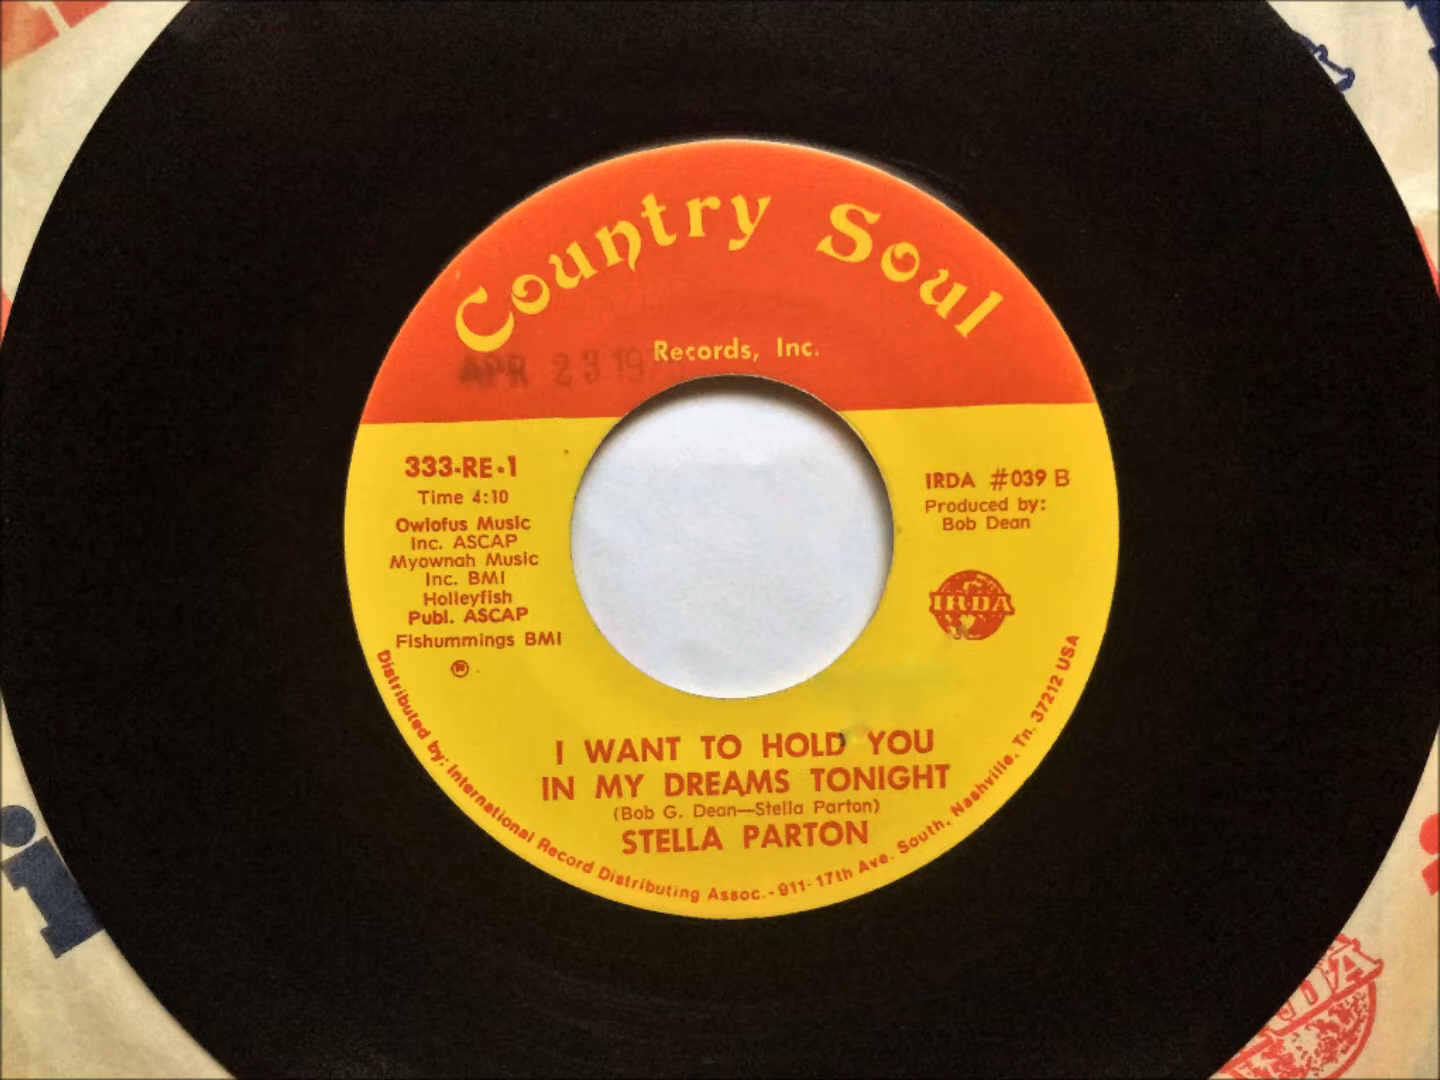 Country Soul
Records, Inc.
APR 23 197
333-RE-1
Time 4:10
Owlofus Music
Inc. ASCAP
Myownah Music
Inc. BMI
Holleyfish
Publ. ASCAP
Fishummings BMI
℗
IRDA #039 B
Produced by:
Bob Dean
IRDA
I WANT TO HOLD YOU
IN MY DREAMS TONIGHT
(Bob G. Dean—Stella Parton)
STELLA PARTON
Distributed by: International Record Distributing Assoc.- 911- 17th Ave. South, Nashville, Tn. 37212 USA